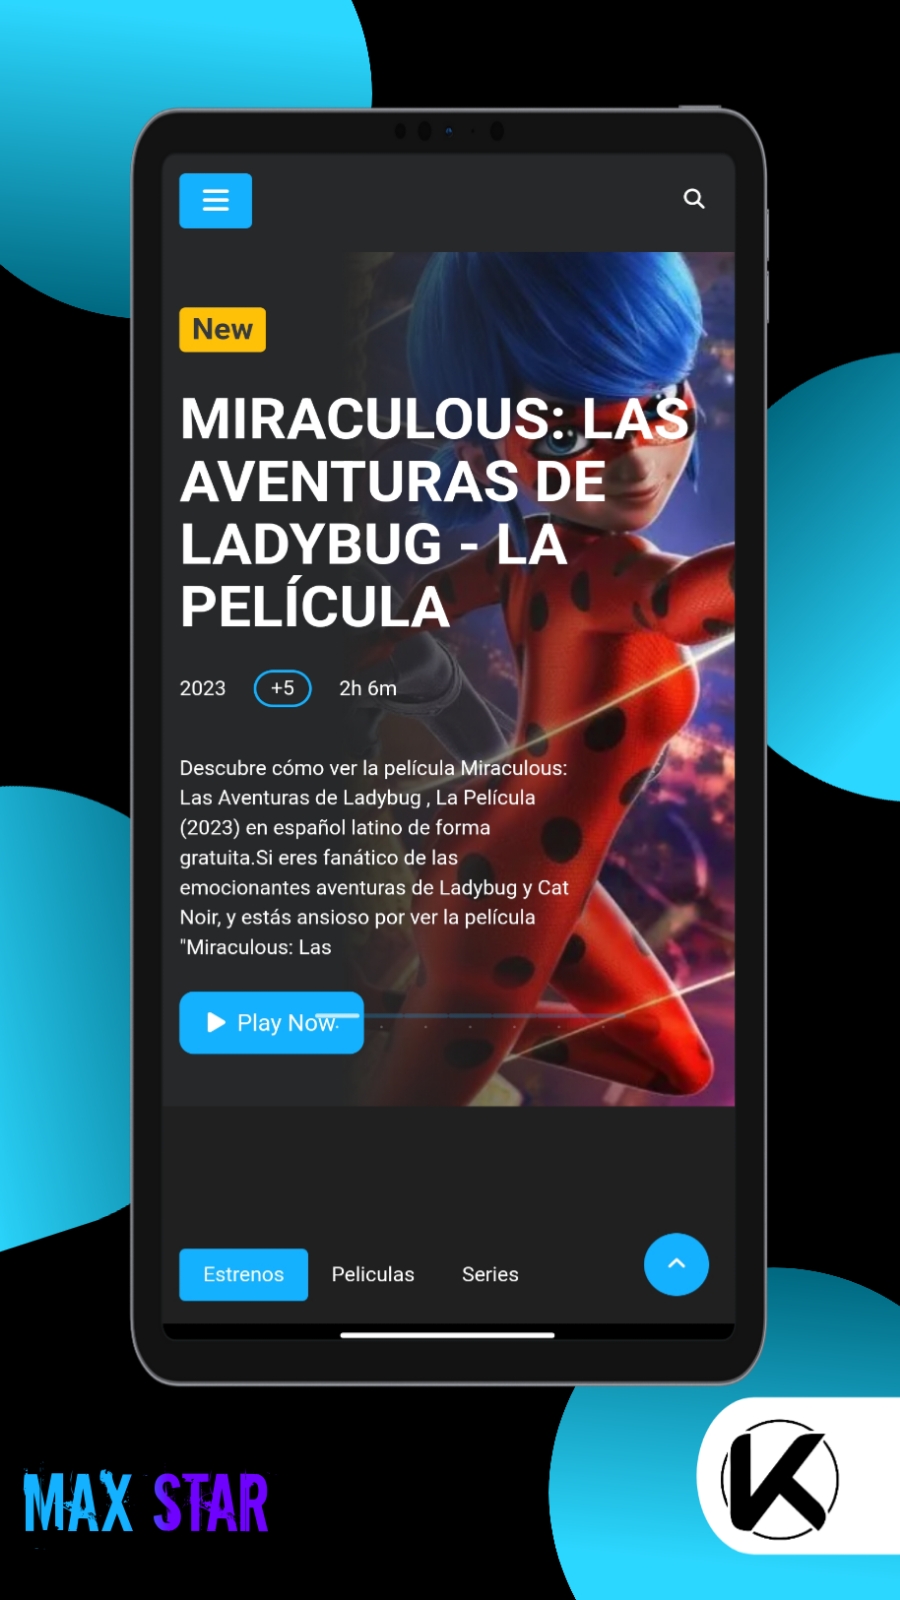 New
MIRACULOUS: LAS
AVENTURAS DE
LADYBUG - LA
PELÍCULA
2023 +5 2h 6m
Descubre cómo ver la película Miraculous:
Las Aventuras de Ladybug , La Película
(2023) en español latino de forma
gratuita.Si eres fanático de las
emocionantes aventuras de Ladybug y Cat
Noir, y estás ansioso por ver la película
"Miraculous: Las
Play Now
Estrenos Peliculas Series
MAX STAR
K